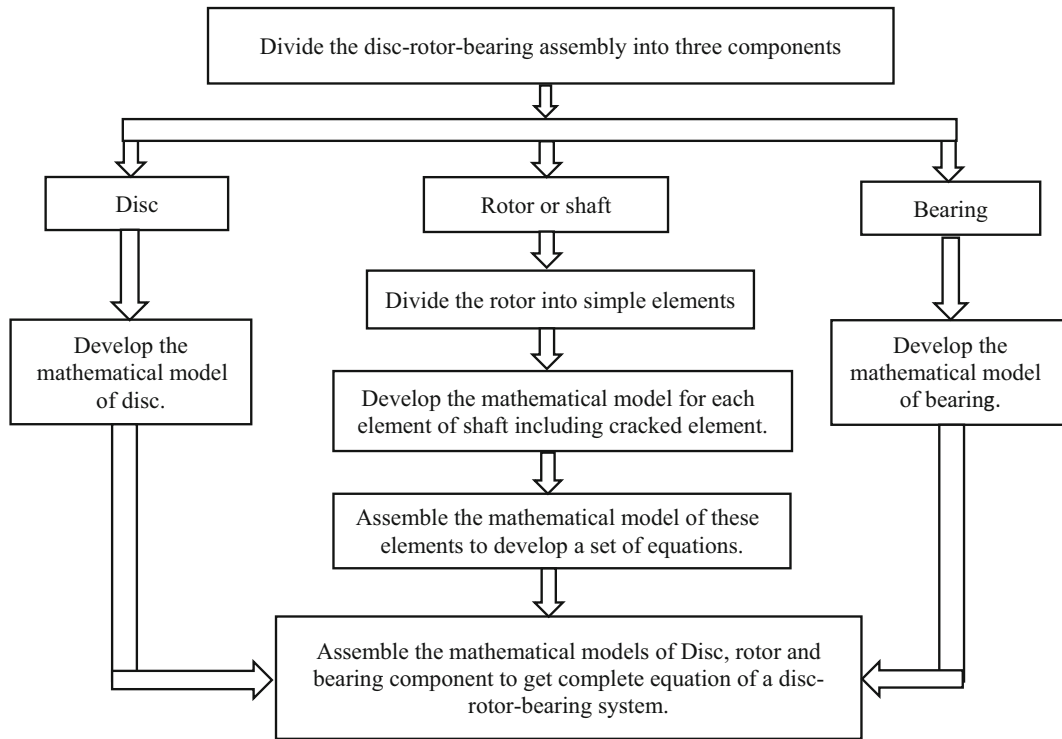 Divide the disc-rotor-bearing assembly into three components
Disc
Rotor or shaft
Bearing
Divide the rotor into simple elements
Develop the
mathematical model
of disc.
Develop the mathematical model for each
element of shaft including cracked element.
Develop the
mathematical model
of bearing.
Assemble the mathematical model of these
elements to develop a set of equations.
Assemble the mathematical models of Disc, rotor and
bearing component to get complete equation of a disc-
rotor-bearing system.